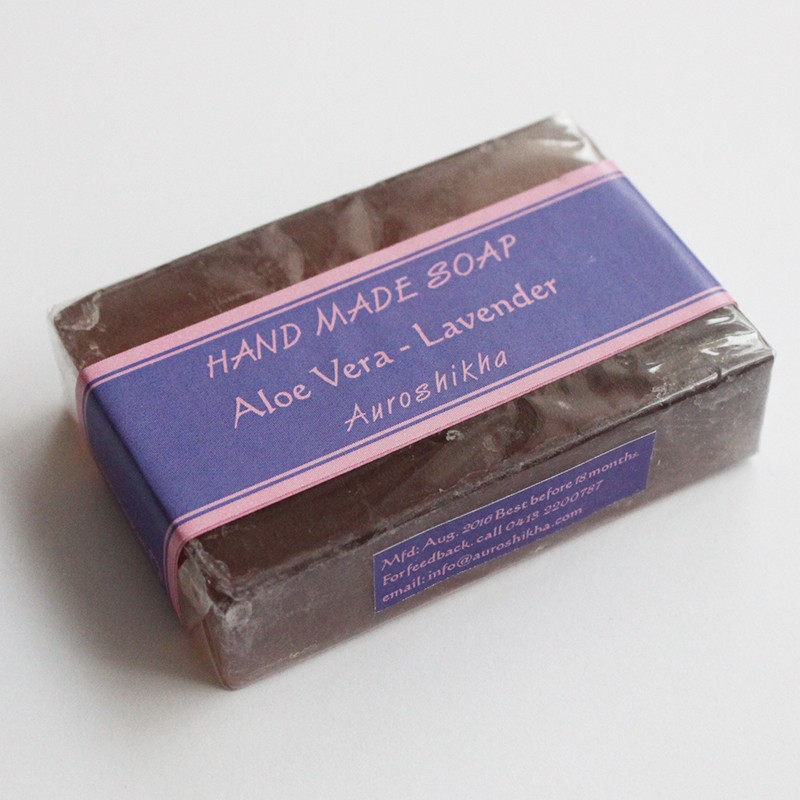 HAND MADE SOAP
Aloe Vera - Lavender
Auroshikha
Mfd: Aug. 2016 Best before 18 months.
For feedback, call 0413 2200787
email: info@auroshikha.com